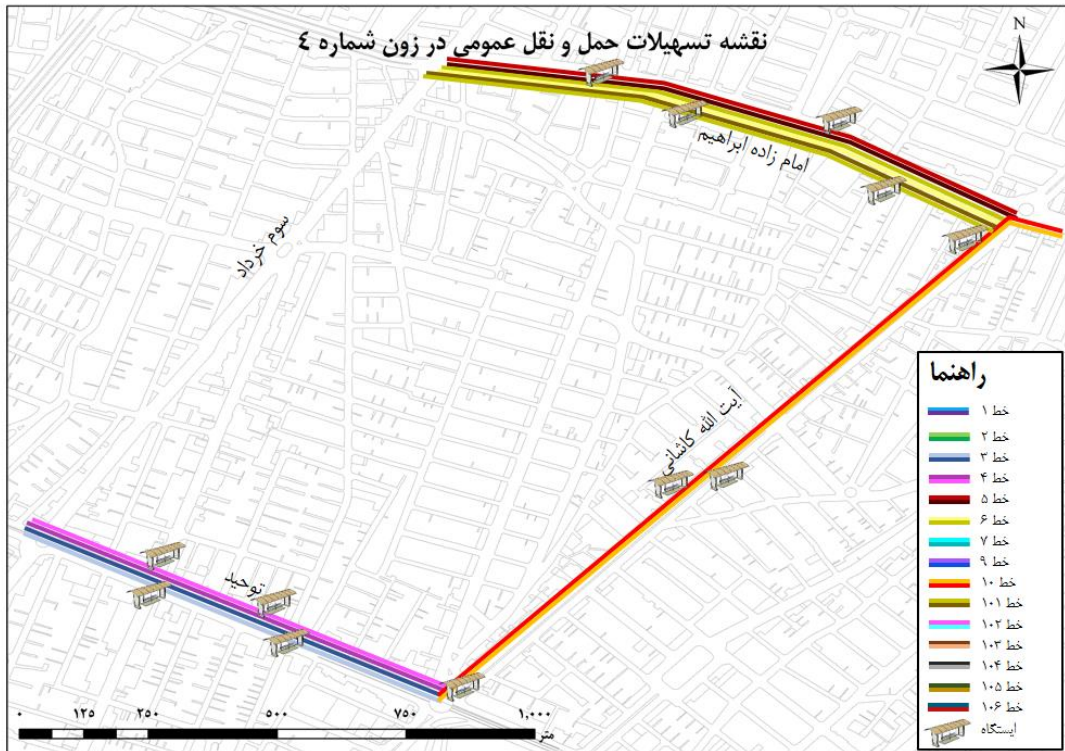 نقشه تسهیلات حمل و نقل عمومی در زون شماره ٤
N
امام زاده ابراهیم
سوم خرداد
آیت الله کاشانی
توحید
راهنما
خط ۱
خط ۲
خط ۳
خط ۴
خط ۵
خط ۶
خط ۷
خط ۹
خط ۱۰
خط ۱۰۱
خط ۱۰۲
خط ۱۰۳
خط ۱۰۴
خط ۱۰۵
خط ۱۰۶
ایستگاه
۰ ۱۲۵ ۲۵۰ ۵۰۰ ۷۵۰ ۱,۰۰۰
متر